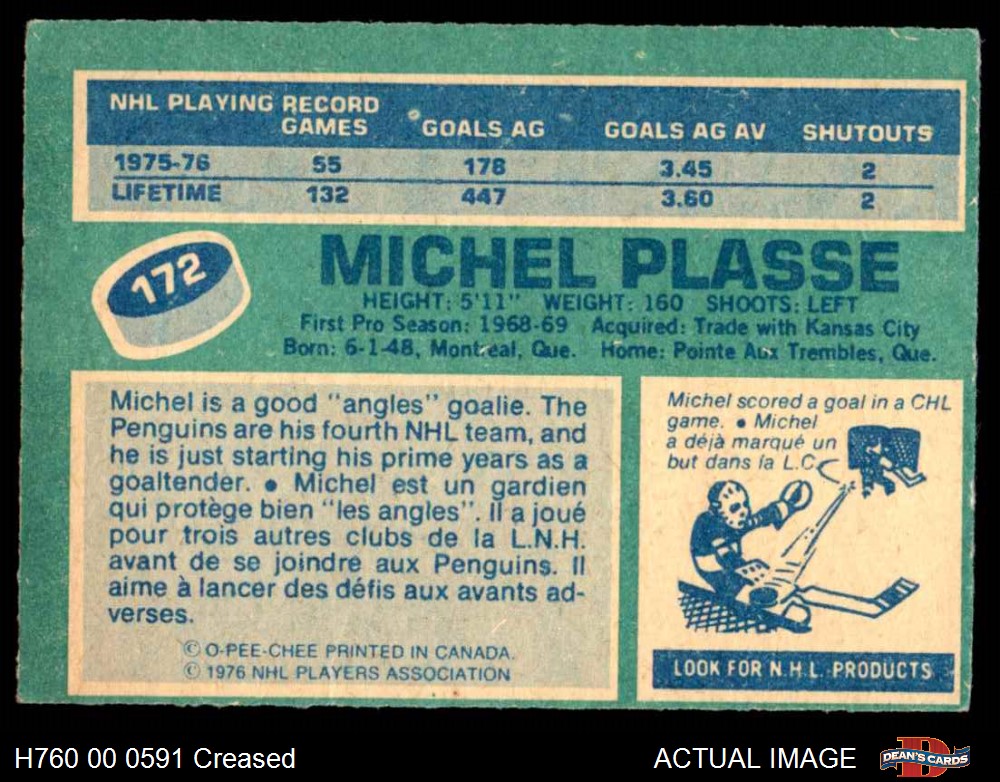 NHL PLAYING RECORD
GAMES GOALS AG GOALS AG AV SHUTOUTS
1975-76 55 178 3.45 2
LIFETIME 132 447 3.60 2
172
MICHEL PLASSE
HEIGHT: 5'11" WEIGHT: 160 SHOOTS: LEFT
First Pro Season: 1968-69 Acquired: Trade with Kansas City
Born: 6-1-48, Montreal, Que. Home: Pointe Aux Trembles, Que.
Michel is a good "angles" goalie. The
Penguins are his fourth NHL team, and
he is just starting his prime years as a
goaltender. ● Michel est un gardien
qui protège bien "les angles". Il a joué
pour trois autres clubs de la L.N.H.
avant de se joindre aux Penguins. Il
aime à lancer des défis aux avants ad-
verses.
© O-PEE-CHEE PRINTED IN CANADA.
© 1976 NHL PLAYERS ASSOCIATION
Michel scored a goal in a CHL
game. ● Michel
a déjà marqué un
but dans la L.C.
LOOK FOR N.H.L. PRODUCTS
H760 00 0591 Creased
ACTUAL IMAGE
DEAN'S CARDS